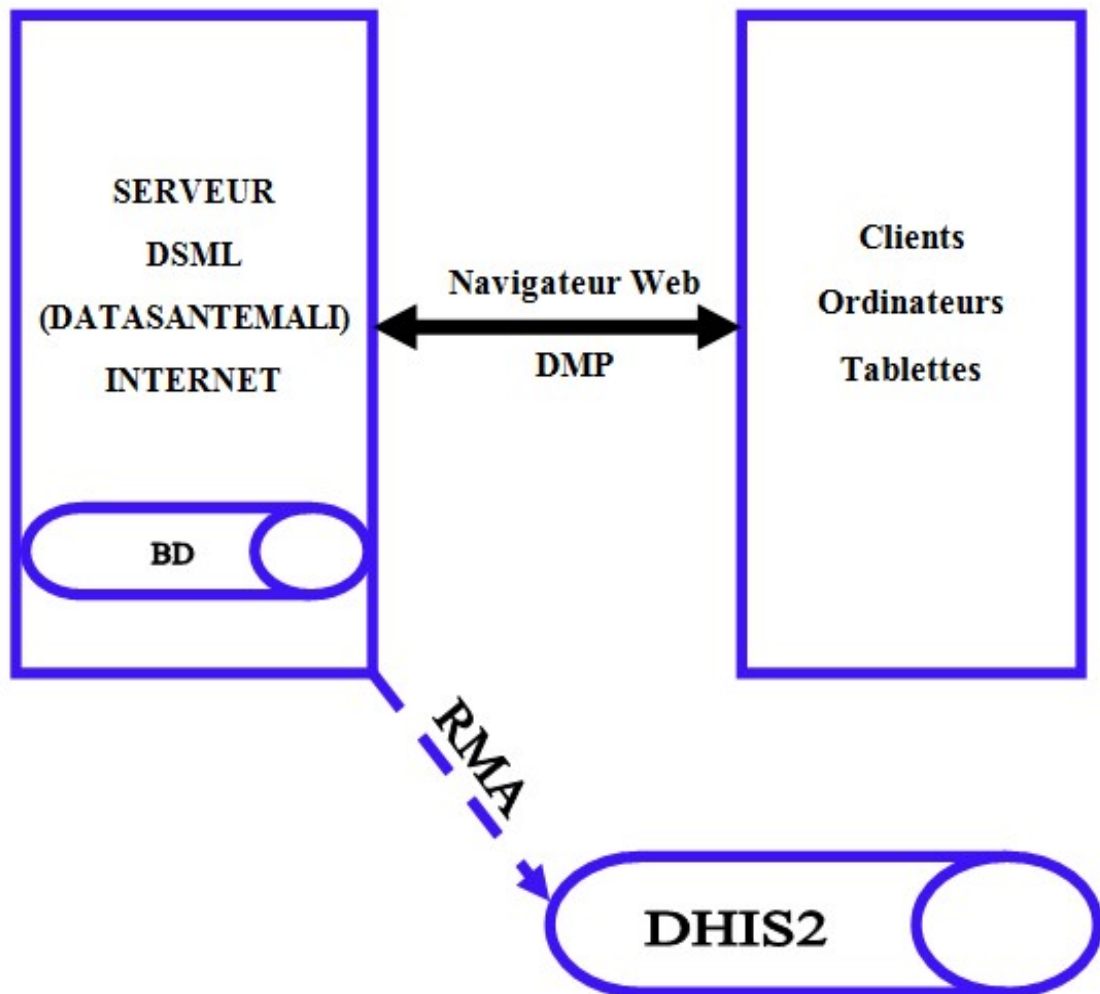 SERVEUR
DSML
(DATASANTEMALI)
INTERNET
BD
Navigateur Web
DMP
Clients
Ordinateurs
Tablettes
RMA
DHIS2